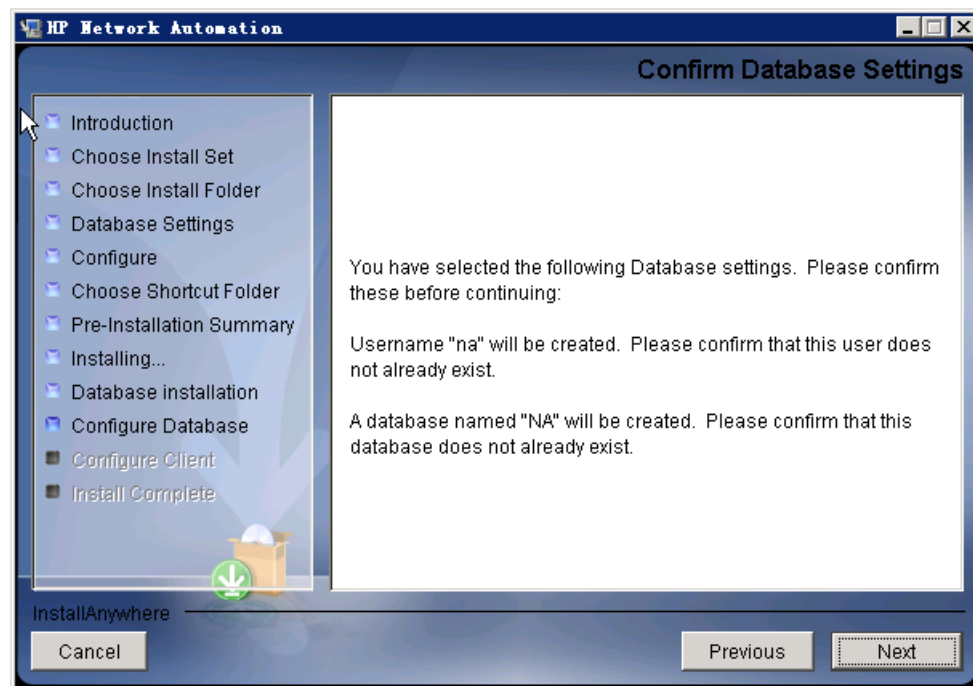 HP Network Automation
Confirm Database Settings
Introduction
Choose Install Set
Choose Install Folder
Database Settings
Configure
Choose Shortcut Folder
Pre-Installation Summary
Installing...
Database installation
Configure Database
Configure Client
Install Complete
You have selected the following Database settings.  Please confirm
these before continuing:
Username "na" will be created.  Please confirm that this user does
not already exist.
A database named "NA" will be created.  Please confirm that this
database does not already exist.
InstallAnywhere
Cancel
Previous
Next